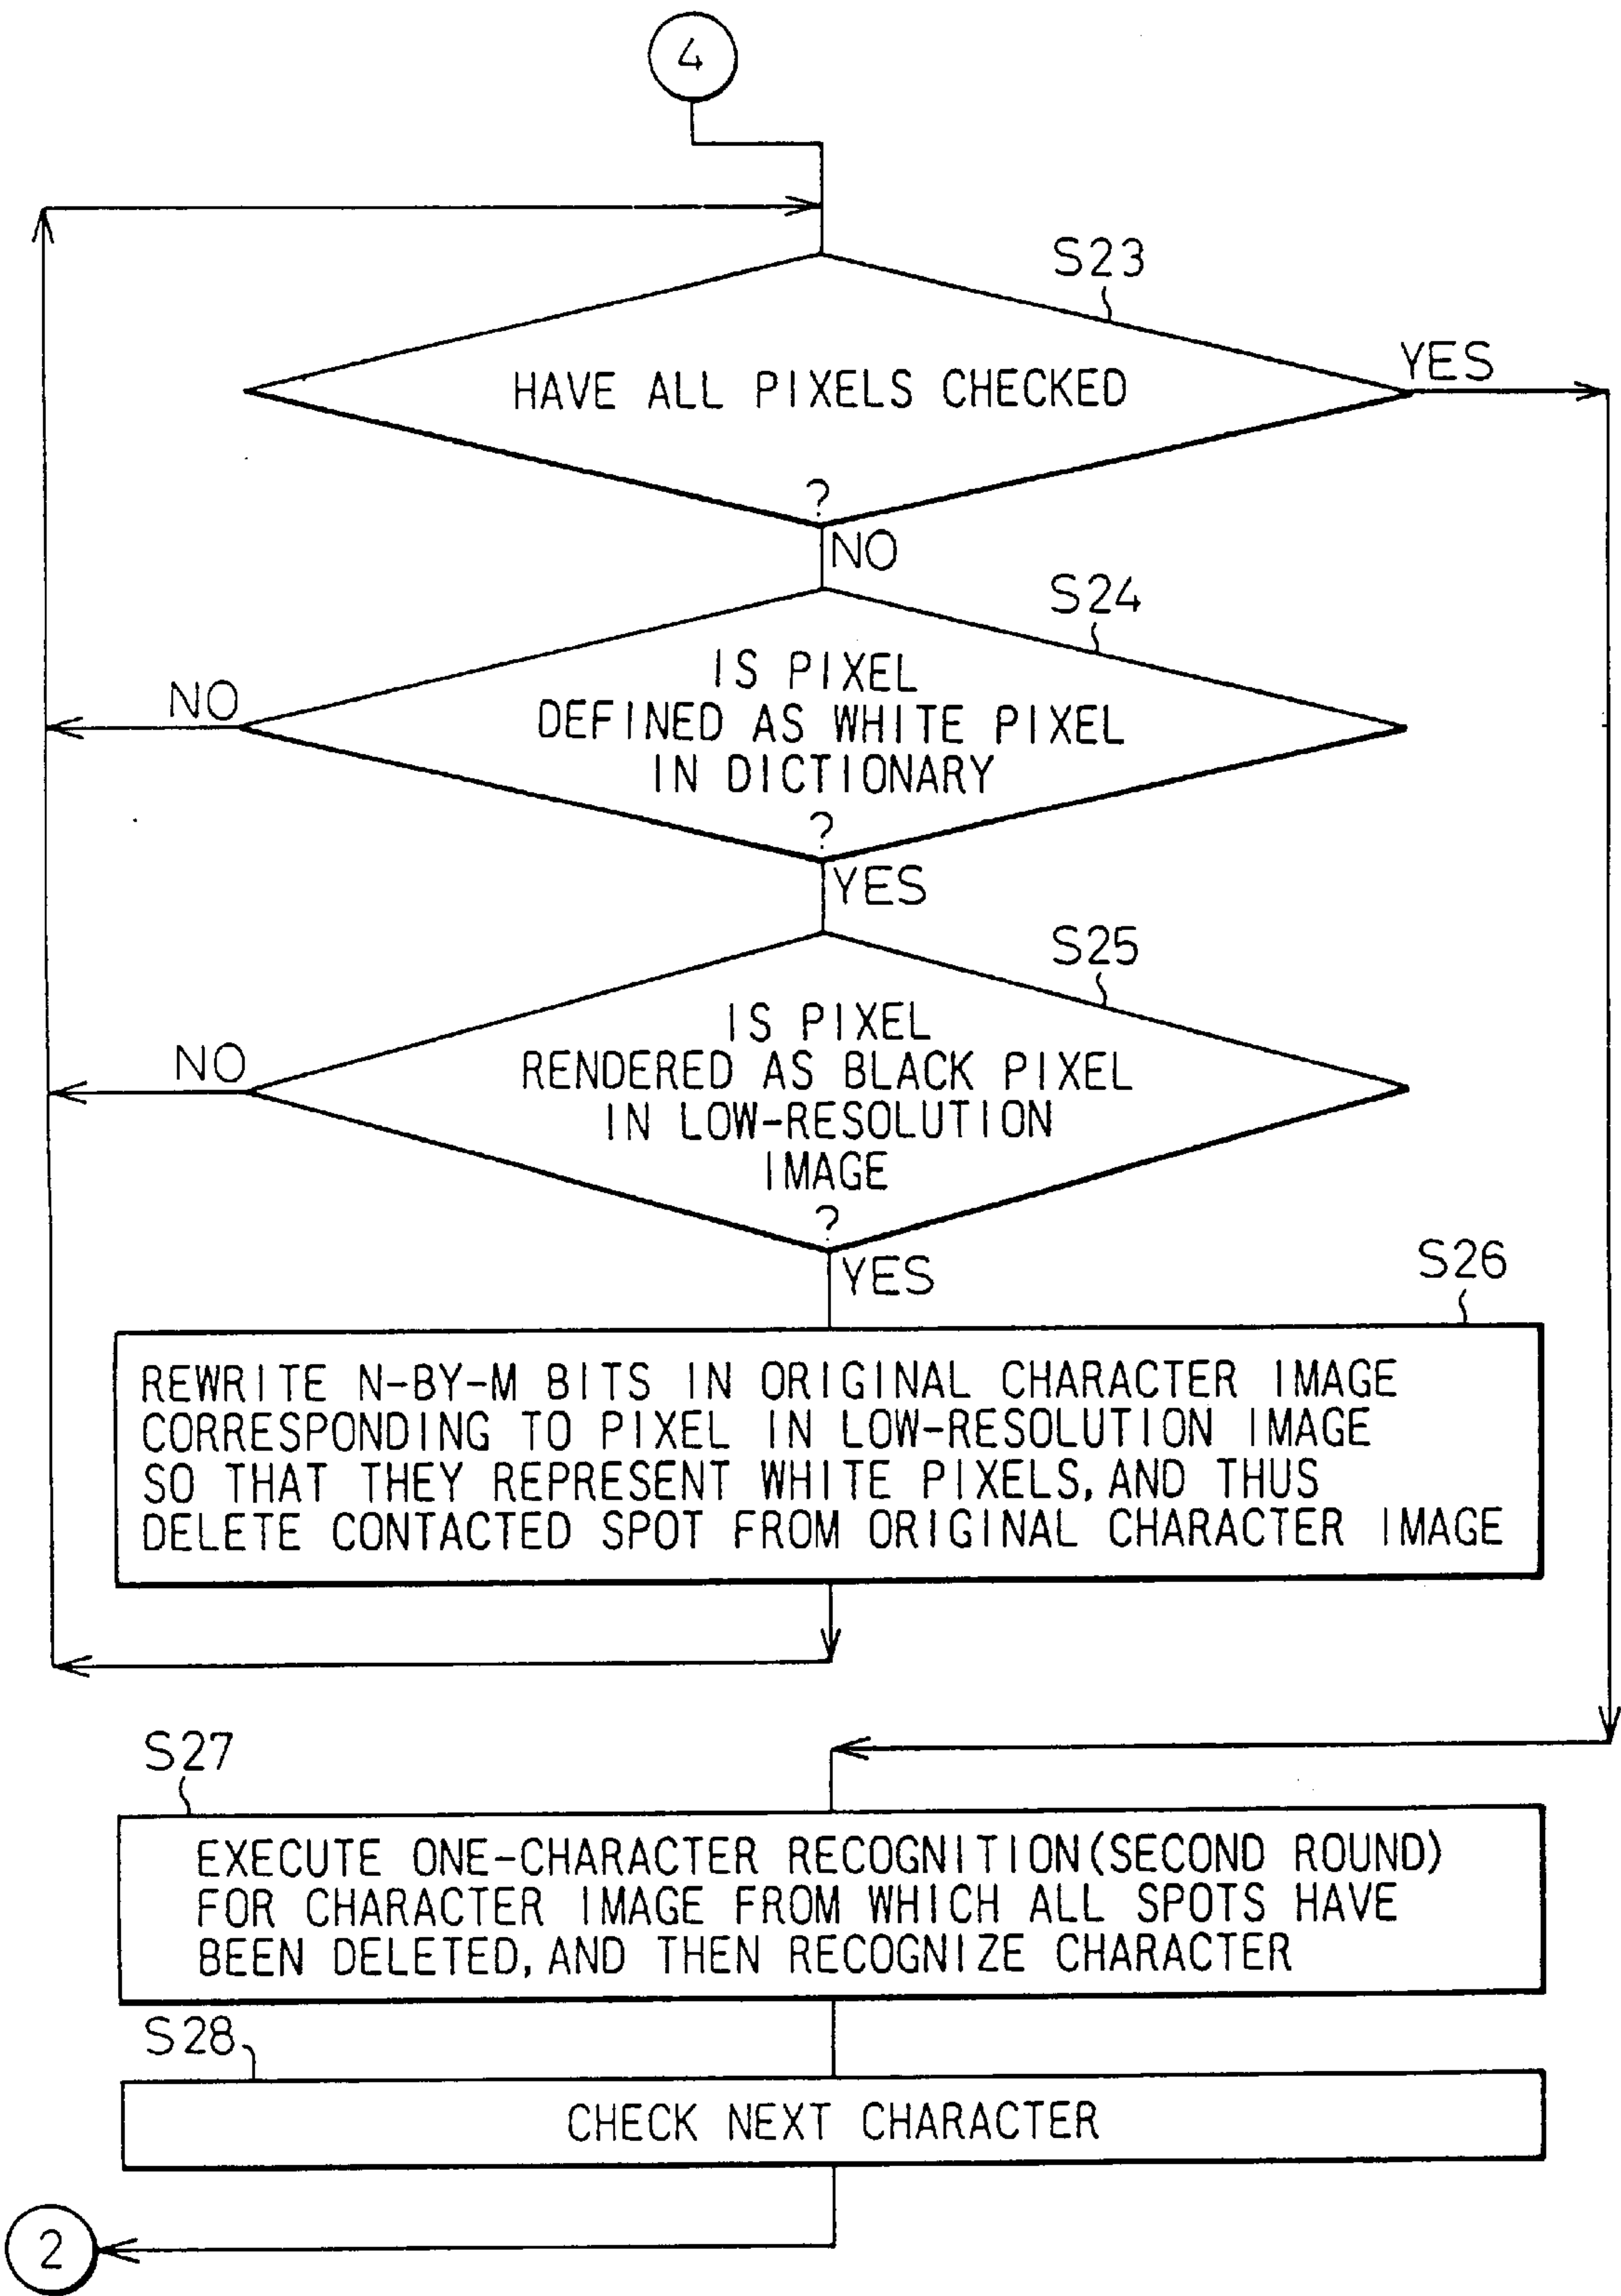 4
S23
HAVE ALL PIXELS CHECKED
?
YES
NO
S24
IS PIXEL
DEFINED AS WHITE PIXEL
IN DICTIONARY
?
NO
YES
S25
IS PIXEL
RENDERED AS BLACK PIXEL
IN LOW-RESOLUTION
IMAGE
?
NO
YES
S26
REWRITE N-BY-M BITS IN ORIGINAL CHARACTER IMAGE
CORRESPONDING TO PIXEL IN LOW-RESOLUTION IMAGE
SO THAT THEY REPRESENT WHITE PIXELS, AND THUS
DELETE CONTACTED SPOT FROM ORIGINAL CHARACTER IMAGE
S27
EXECUTE ONE-CHARACTER RECOGNITION(SECOND ROUND)
FOR CHARACTER IMAGE FROM WHICH ALL SPOTS HAVE
BEEN DELETED, AND THEN RECOGNIZE CHARACTER
S28
CHECK NEXT CHARACTER
2